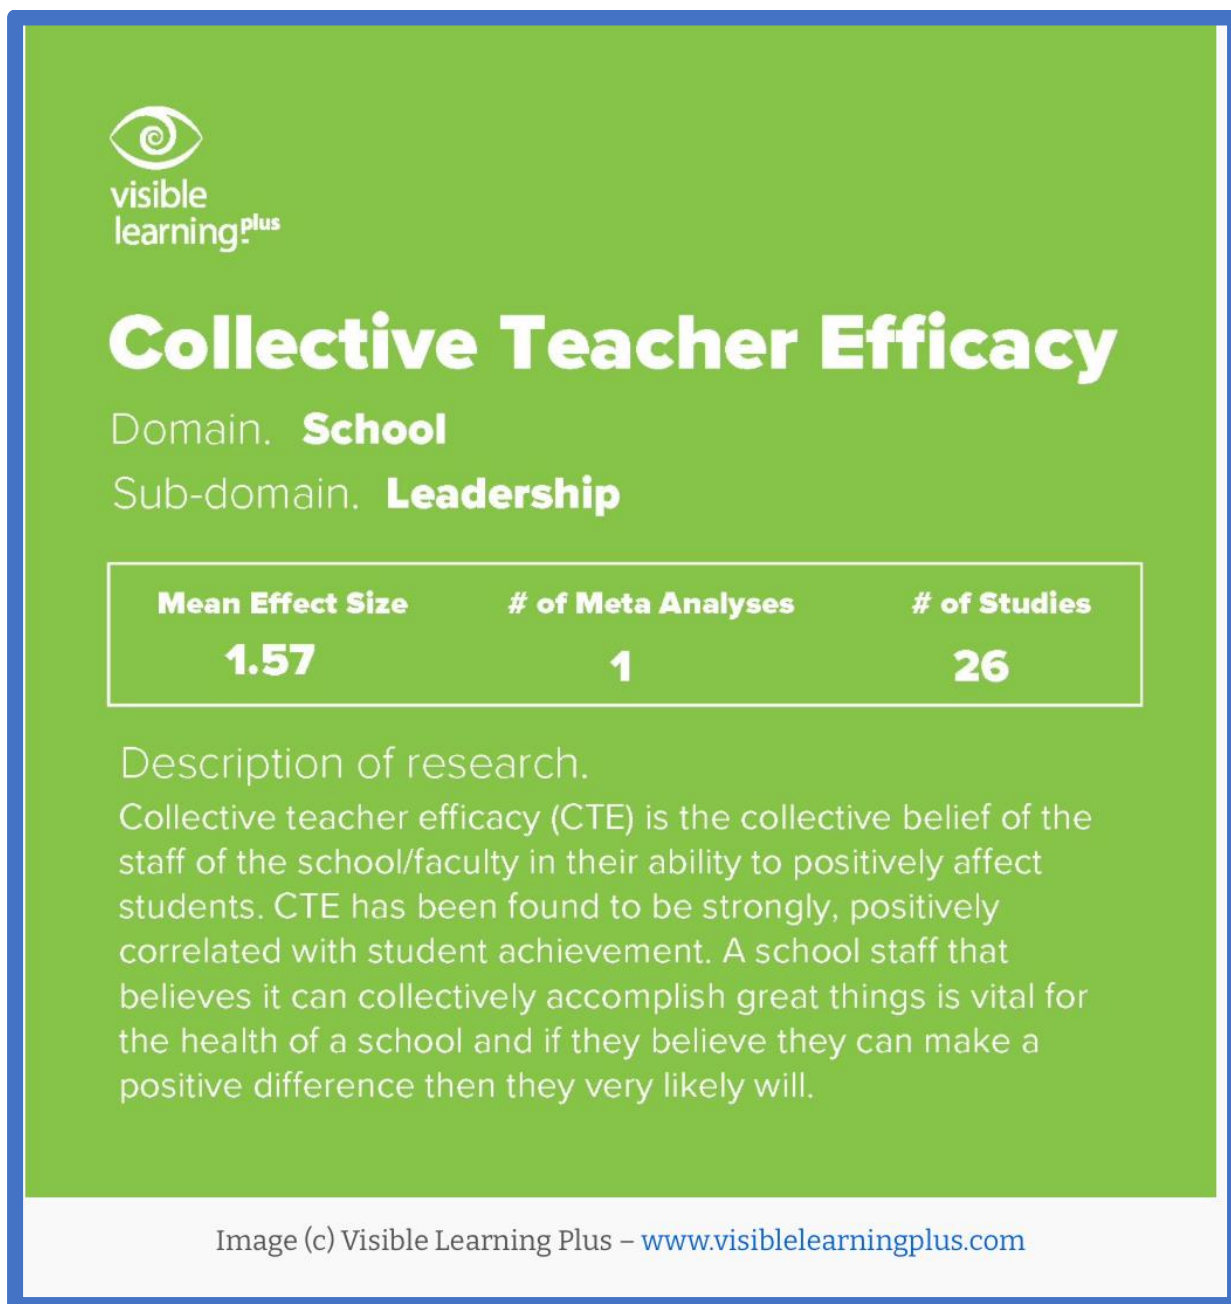 visible
learning.plus
Collective Teacher Efficacy
Domain. School
Sub-domain. Leadership
Mean Effect Size # of Meta Analyses # of Studies
1.57 1 26
Description of research.
Collective teacher efficacy (CTE) is the collective belief of the
staff of the school/faculty in their ability to positively affect
students. CTE has been found to be strongly, positively
correlated with student achievement. A school staff that
believes it can collectively accomplish great things is vital for
the health of a school and if they believe they can make a
positive difference then they very likely will.
Image (c) Visible Learning Plus – www.visiblelearningplus.com